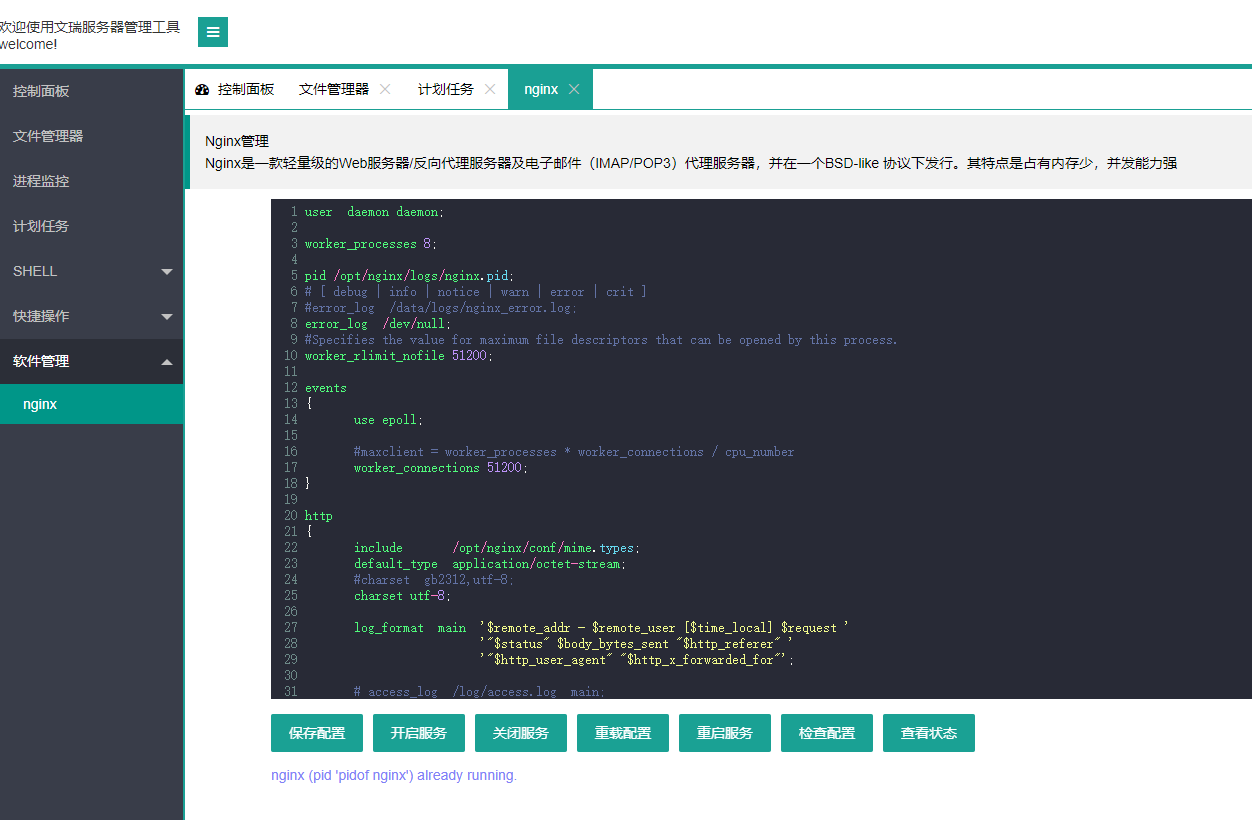 欢迎使用文瑞服务器管理工具
welcome!
控制面板
文件管理器
进程监控
计划任务
SHELL
快捷操作
软件管理
nginx
控制面板 文件管理器 计划任务 nginx
Nginx管理
Nginx是一款轻量级的Web服务器/反向代理服务器及电子邮件（IMAP/POP3）代理服务器，并在一个BSD-like 协议下发行。其特点是占有内存少，并发能力强
1 user  daemon daemon;
2
3 worker_processes 8;
4
5 pid /opt/nginx/logs/nginx.pid;
6 # [ debug | info | notice | warn | error | crit ]
7 #error_log  /data/logs/nginx_error.log;
8 error_log  /dev/null;
9 #Specifies the value for maximum file descriptors that can be opened by this process.
10 worker_rlimit_nofile 51200;
11
12 events
13 {
14        use epoll;
15
16        #maxclient = worker_processes * worker_connections / cpu_number
17        worker_connections 51200;
18 }
19
20 http
21 {
22        include       /opt/nginx/conf/mime.types;
23        default_type  application/octet-stream;
24        #charset  gb2312,utf-8;
25        charset utf-8;
26
27        log_format  main  '$remote_addr - $remote_user [$time_local] $request '
28                          '"$status" $body_bytes_sent "$http_referer" '
29                          '"$http_user_agent" "$http_x_forwarded_for"';
30
31        # access_log  /log/access.log  main;
保存配置 开启服务 关闭服务 重载配置 重启服务 检查配置 查看状态
nginx (pid 'pidof nginx') already running.